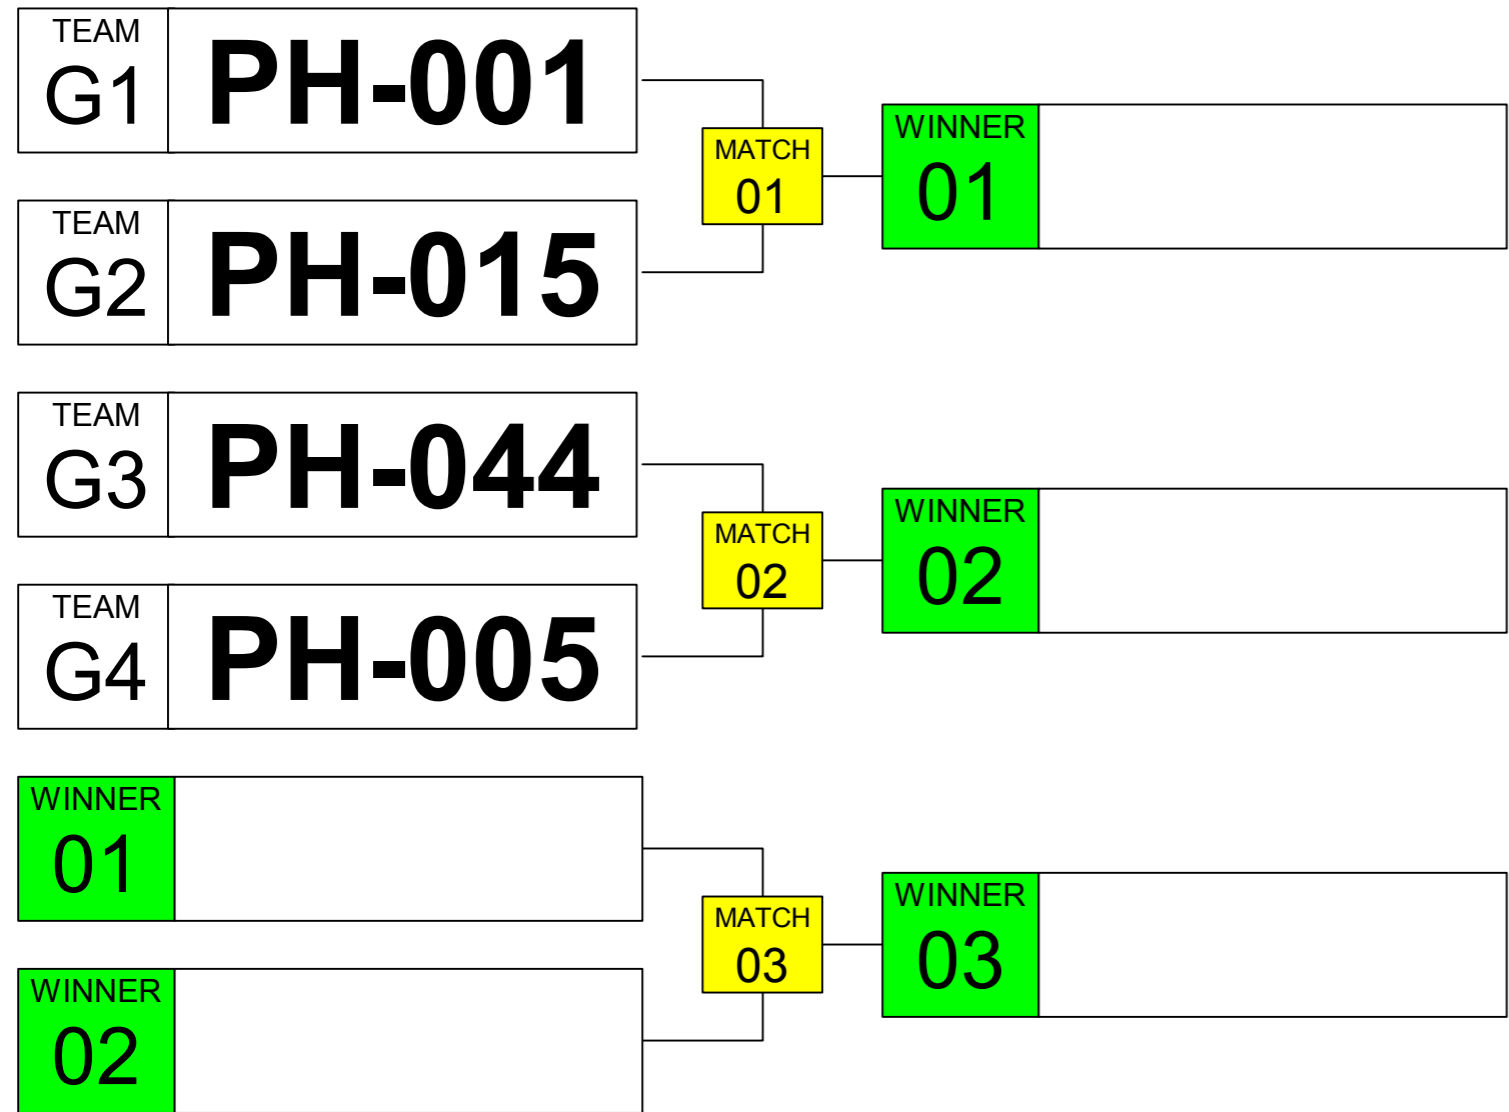 TEAM
G1
PH-001
TEAM
G2
PH-015
MATCH
01
WINNER
01
TEAM
G3
PH-044
TEAM
G4
PH-005
MATCH
02
WINNER
02
WINNER
01
WINNER
02
MATCH
03
WINNER
03